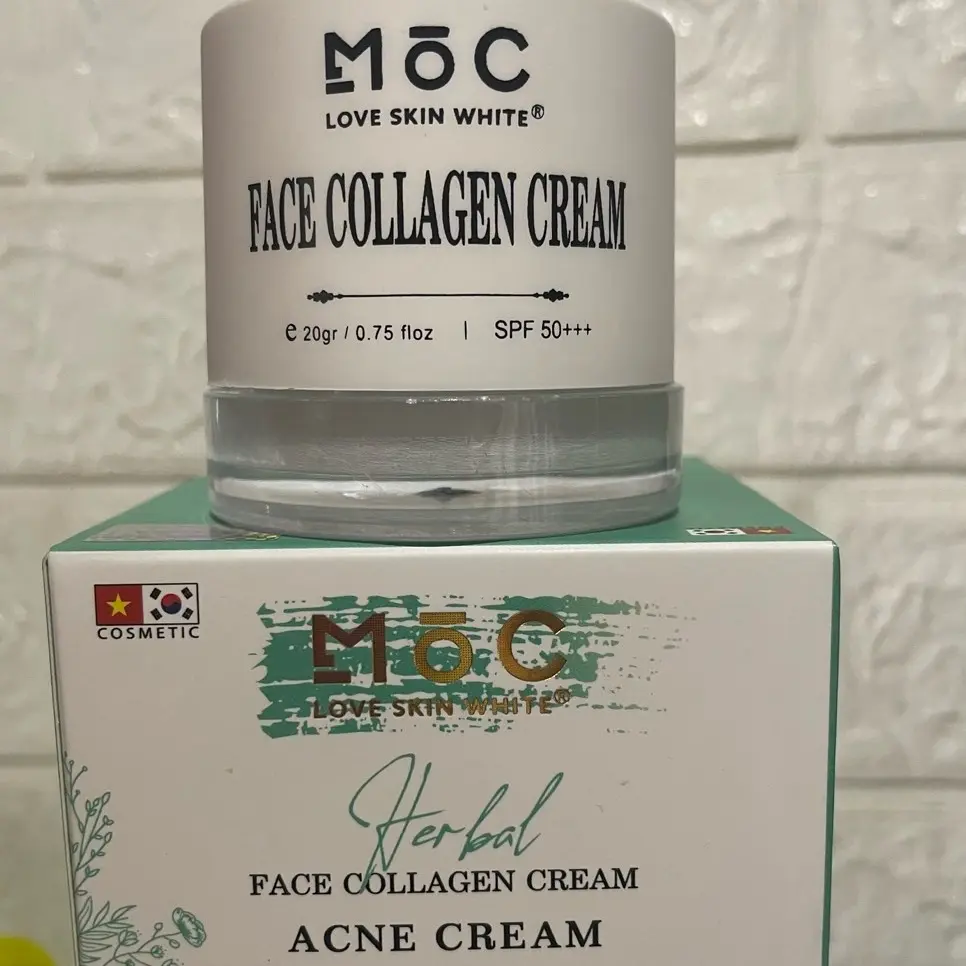 MōC
LOVE SKIN WHITE®
FACE COLLAGEN CREAM
e 20gr / 0.75 floz | SPF 50+++
COSMETIC
MōC
LOVE SKIN WHITE®
Herbal
FACE COLLAGEN CREAM
ACNE CREAM